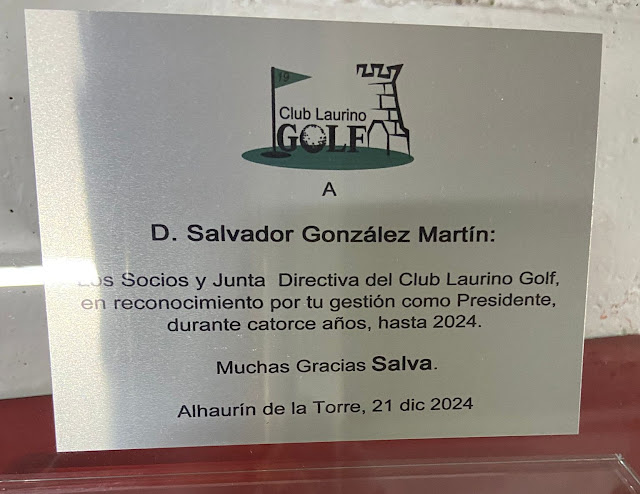 19
Club Laurino
GOLF
A
D. Salvador González Martín:
Los Socios y Junta Directiva del Club Laurino Golf,
en reconocimiento por tu gestión como Presidente,
durante catorce años, hasta 2024.
Muchas Gracias Salva.
Alhaurín de la Torre, 21 dic 2024